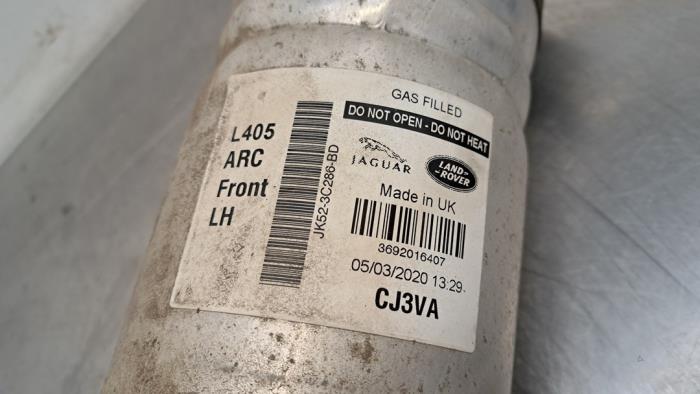 L405
ARC
Front
LH
JK52-3C286-BD
GAS FILLED
DO NOT OPEN - DO NOT HEAT
JAGUAR
LAND-
-ROVER
Made in UK
3692016407
05/03/2020 13:29
CJ3VA